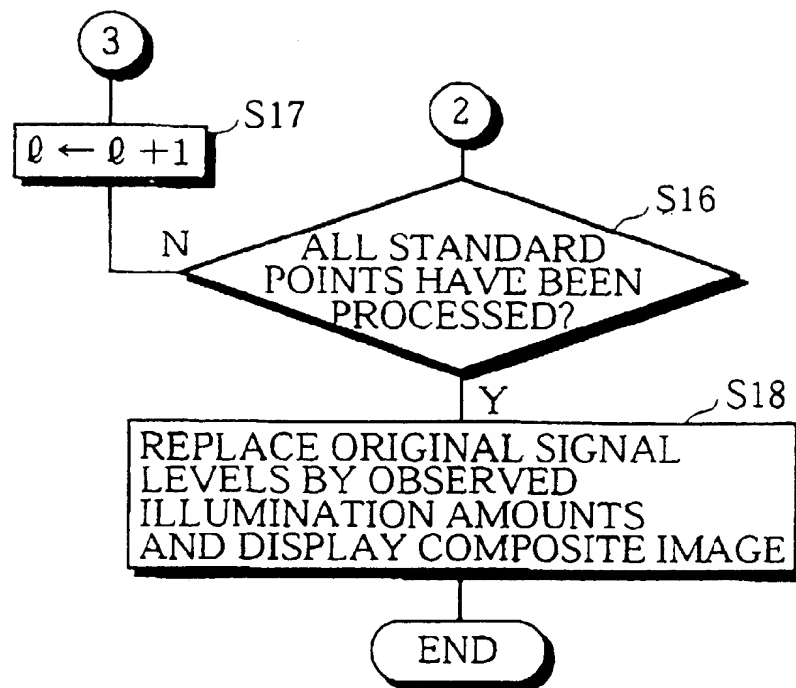 3
S17
ℓ ← ℓ +1
2
S16
N
ALL STANDARD
POINTS HAVE BEEN
PROCESSED?
Y
S18
REPLACE ORIGINAL SIGNAL
LEVELS BY OBSERVED
ILLUMINATION AMOUNTS
AND DISPLAY COMPOSITE IMAGE
END